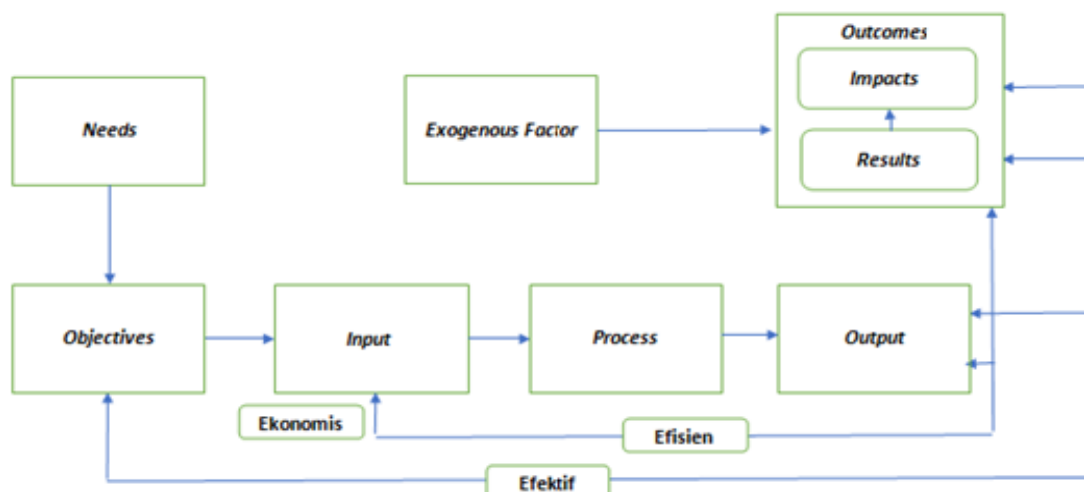 Outcomes
Impacts
Needs
Exogenous Factor
Results
Objectives
Input
Process
Output
Ekonomis
Efisien
Efektif